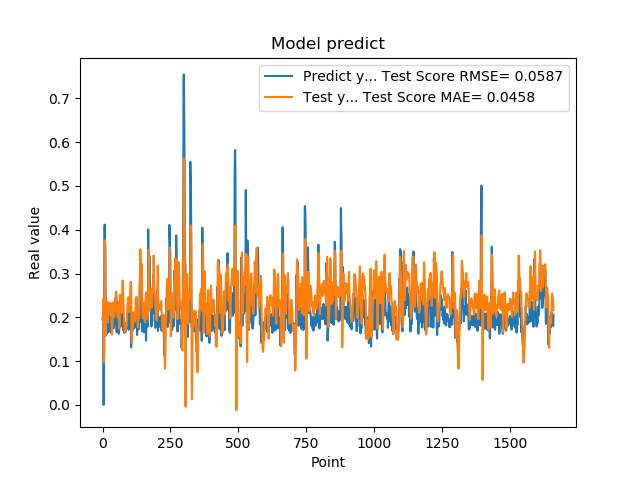 Model predict
Predict y... Test Score RMSE= 0.0587
Test y... Test Score MAE= 0.0458
Real value
0.7
0.6
0.5
0.4
0.3
0.2
0.1
0.0
0 250 500 750 1000 1250 1500
Point